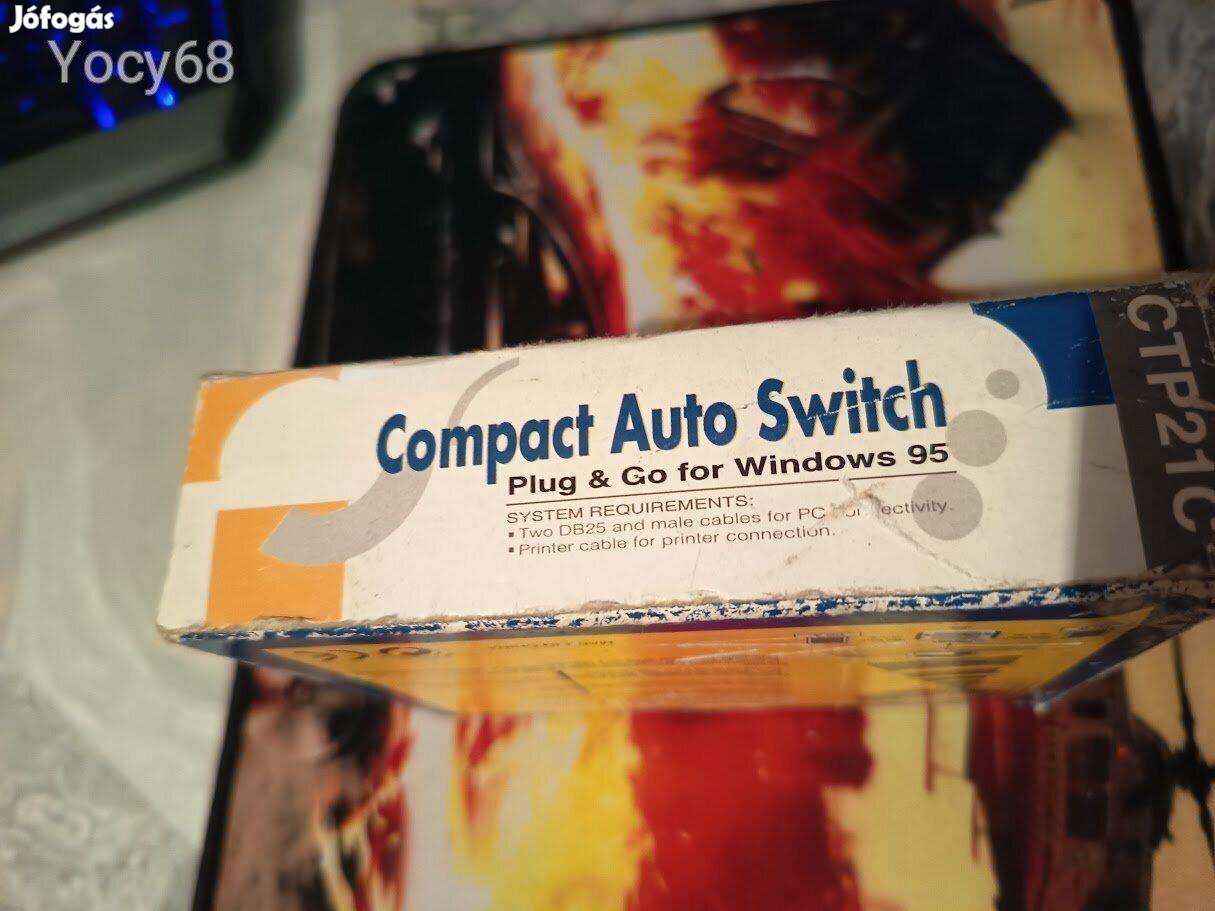 Jófogás
Yocy68
Compact Auto Switch
Plug & Go for Windows 95
SYSTEM REQUIREMENTS:
▪ Two DB25 and male cables for PC
▪ Printer cable for printer connection.
CTP21C